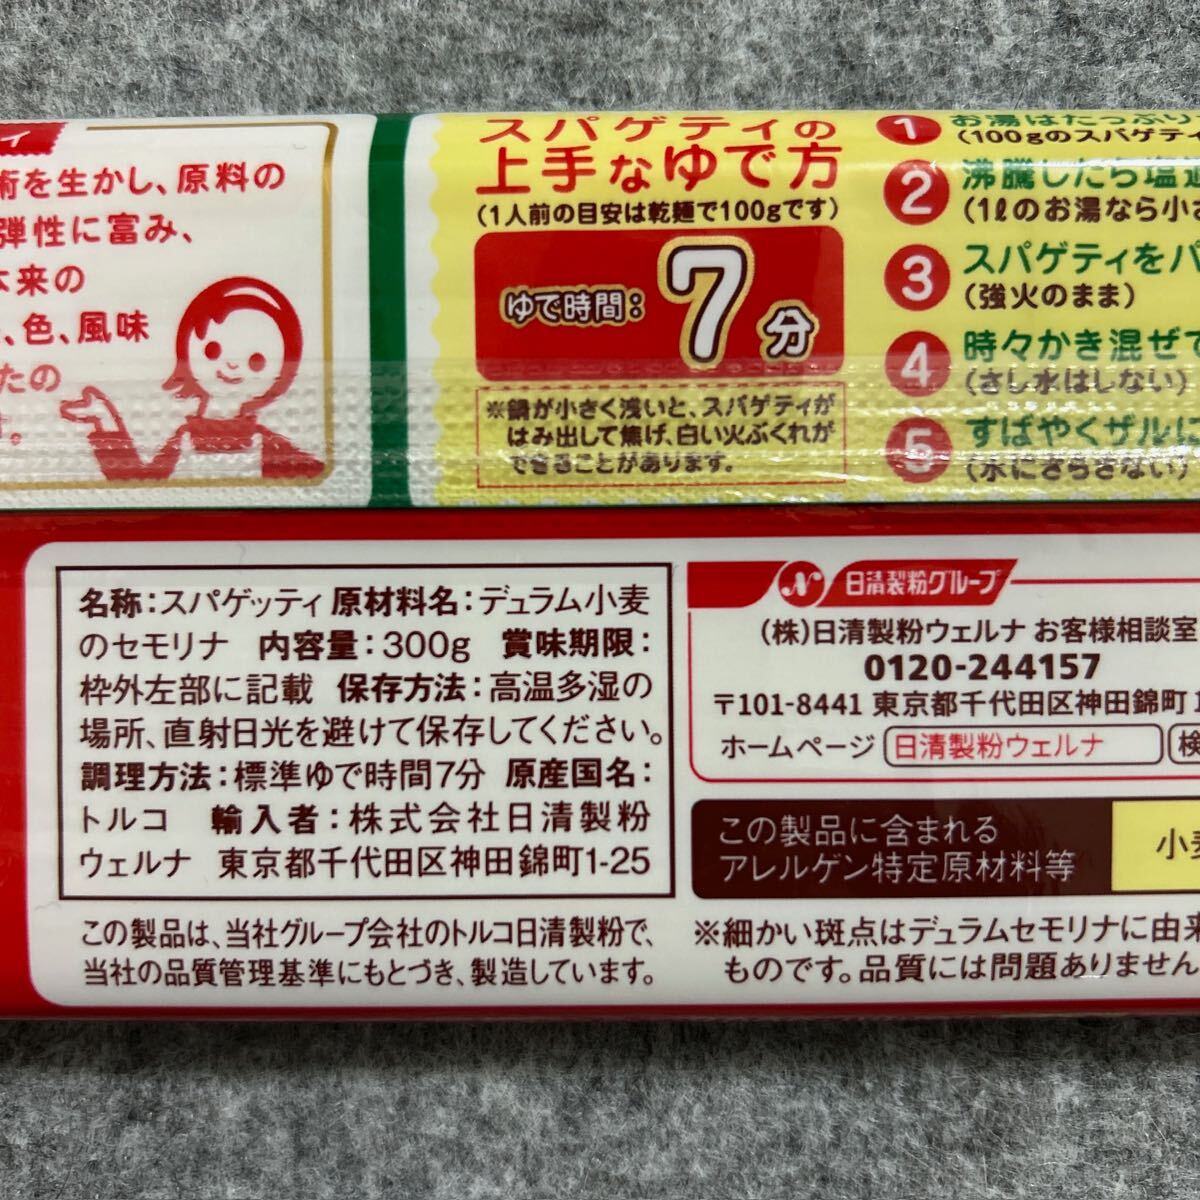 ィ
術を生かし、原料の
弾性に富み、
本来の
、色、風味
たの
す。
スパゲティの
上手なゆで方
(1人前の目安は乾麺で100gです)
ゆで時間:7分
※鍋が小さく浅いと、スパゲティが
はみ出して焦げ、白い火ぶくれが
できることがあります。
1 お湯はたっぷり
(100gのスパゲティ
2 沸騰したら塩適
(1ℓのお湯なら小さ
3 スパゲティをパ
(強火のまま)
4 時々かき混ぜて
(さし水はしない)
5 すばやくザルに
(水にさらさない)
名称:スパゲッティ 原材料名:デュラム小麦
のセモリナ 内容量:300g 賞味期限:
枠外左部に記載 保存方法:高温多湿の
場所、直射日光を避けて保存してください。
調理方法:標準ゆで時間7分 原産国名:
トルコ 輸入者:株式会社日清製粉
ウェルナ 東京都千代田区神田錦町1-25
この製品は、当社グループ会社のトルコ日清製粉で、
当社の品質管理基準にもとづき、製造しています。
N 日清製粉グループ
(株)日清製粉ウェルナ お客様相談室
0120-244157
〒101-8441 東京都千代田区神田錦町1
ホームページ 日清製粉ウェルナ 検
この製品に含まれる
アレルゲン特定原材料等
小麦
※細かい斑点はデュラムセモリナに由来
ものです。品質には問題ありません